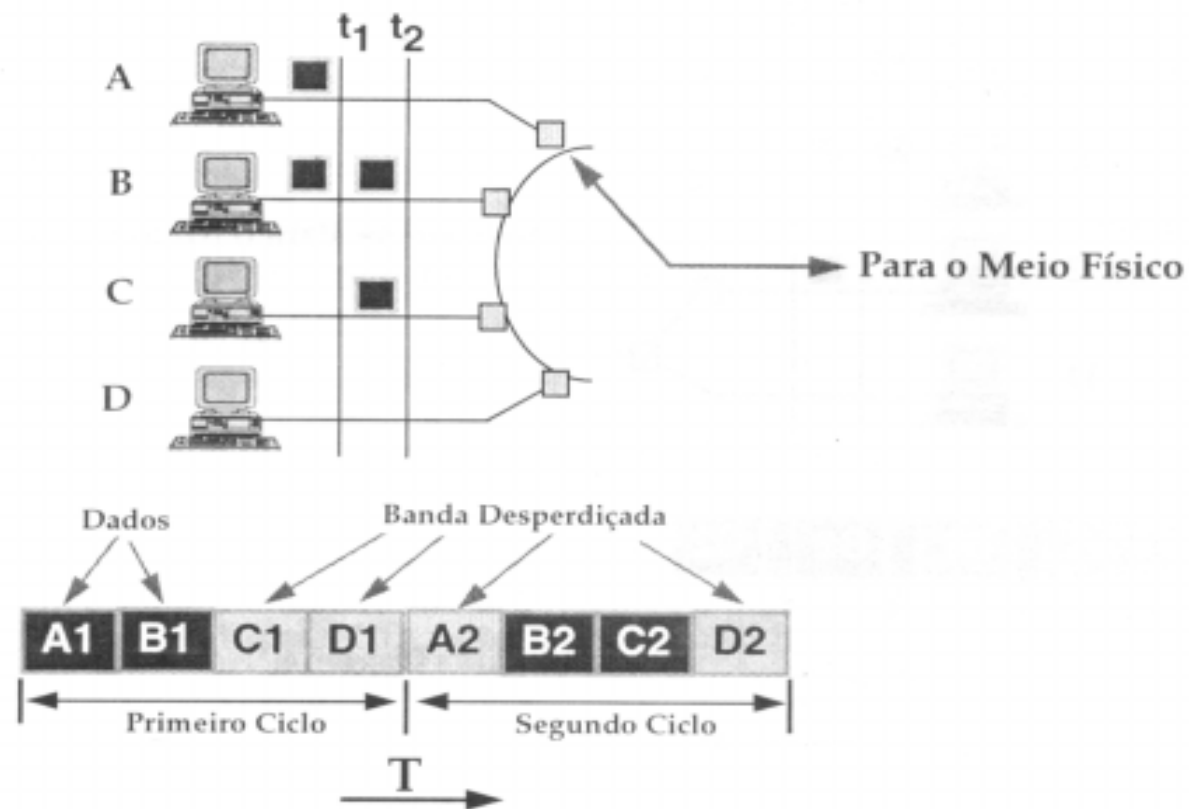 t1 t2
A
B
C
D
Para o Meio Físico
Dados
Banda Desperdiçada
A1 B1 C1 D1 A2 B2 C2 D2
Primeiro Ciclo
Segundo Ciclo
T